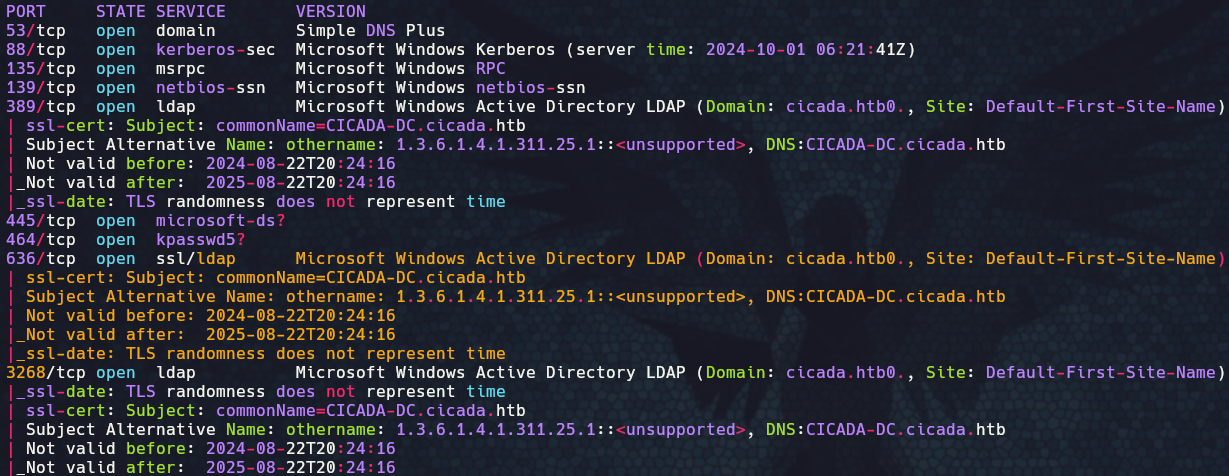 PORT     STATE SERVICE       VERSION
53/tcp   open  domain        Simple DNS Plus
88/tcp   open  kerberos-sec  Microsoft Windows Kerberos (server time: 2024-10-01 06:21:41Z)
135/tcp  open  msrpc         Microsoft Windows RPC
139/tcp  open  netbios-ssn   Microsoft Windows netbios-ssn
389/tcp  open  ldap          Microsoft Windows Active Directory LDAP (Domain: cicada.htb0., Site: Default-First-Site-Name)
| ssl-cert: Subject: commonName=CICADA-DC.cicada.htb
| Subject Alternative Name: othername: 1.3.6.1.4.1.311.25.1::<unsupported>, DNS:CICADA-DC.cicada.htb
| Not valid before: 2024-08-22T20:24:16
|_Not valid after:  2025-08-22T20:24:16
|_ssl-date: TLS randomness does not represent time
445/tcp  open  microsoft-ds?
464/tcp  open  kpasswd5?
636/tcp  open  ssl/ldap      Microsoft Windows Active Directory LDAP (Domain: cicada.htb0., Site: Default-First-Site-Name)
| ssl-cert: Subject: commonName=CICADA-DC.cicada.htb
| Subject Alternative Name: othername: 1.3.6.1.4.1.311.25.1::<unsupported>, DNS:CICADA-DC.cicada.htb
| Not valid before: 2024-08-22T20:24:16
|_Not valid after:  2025-08-22T20:24:16
|_ssl-date: TLS randomness does not represent time
3268/tcp open  ldap          Microsoft Windows Active Directory LDAP (Domain: cicada.htb0., Site: Default-First-Site-Name)
|_ssl-date: TLS randomness does not represent time
| ssl-cert: Subject: commonName=CICADA-DC.cicada.htb
| Subject Alternative Name: othername: 1.3.6.1.4.1.311.25.1::<unsupported>, DNS:CICADA-DC.cicada.htb
| Not valid before: 2024-08-22T20:24:16
|_Not valid after:  2025-08-22T20:24:16